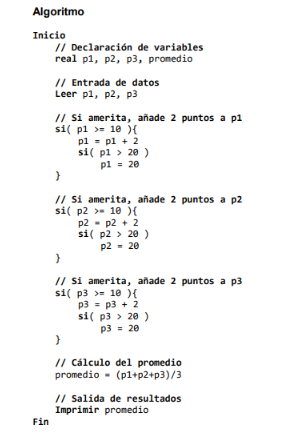 Algoritmo
Inicio
// Declaración de variables
real p1, p2, p3, promedio
// Entrada de datos
Leer p1, p2, p3
// Si amerita, añade 2 puntos a p1
si( p1 >= 10 ){
p1 = p1 + 2
si( p1 > 20 )
p1 = 20
}
// Si amerita, añade 2 puntos a p2
si( p2 >= 10 ){
p2 = p2 + 2
si( p2 > 20 )
p2 = 20
}
// Si amerita, añade 2 puntos a p3
si( p3 >= 10 ){
p3 = p3 + 2
si( p3 > 20 )
p3 = 20
}
// Cálculo del promedio
promedio = (p1+p2+p3)/3
// Salida de resultados
Imprimir promedio
Fin